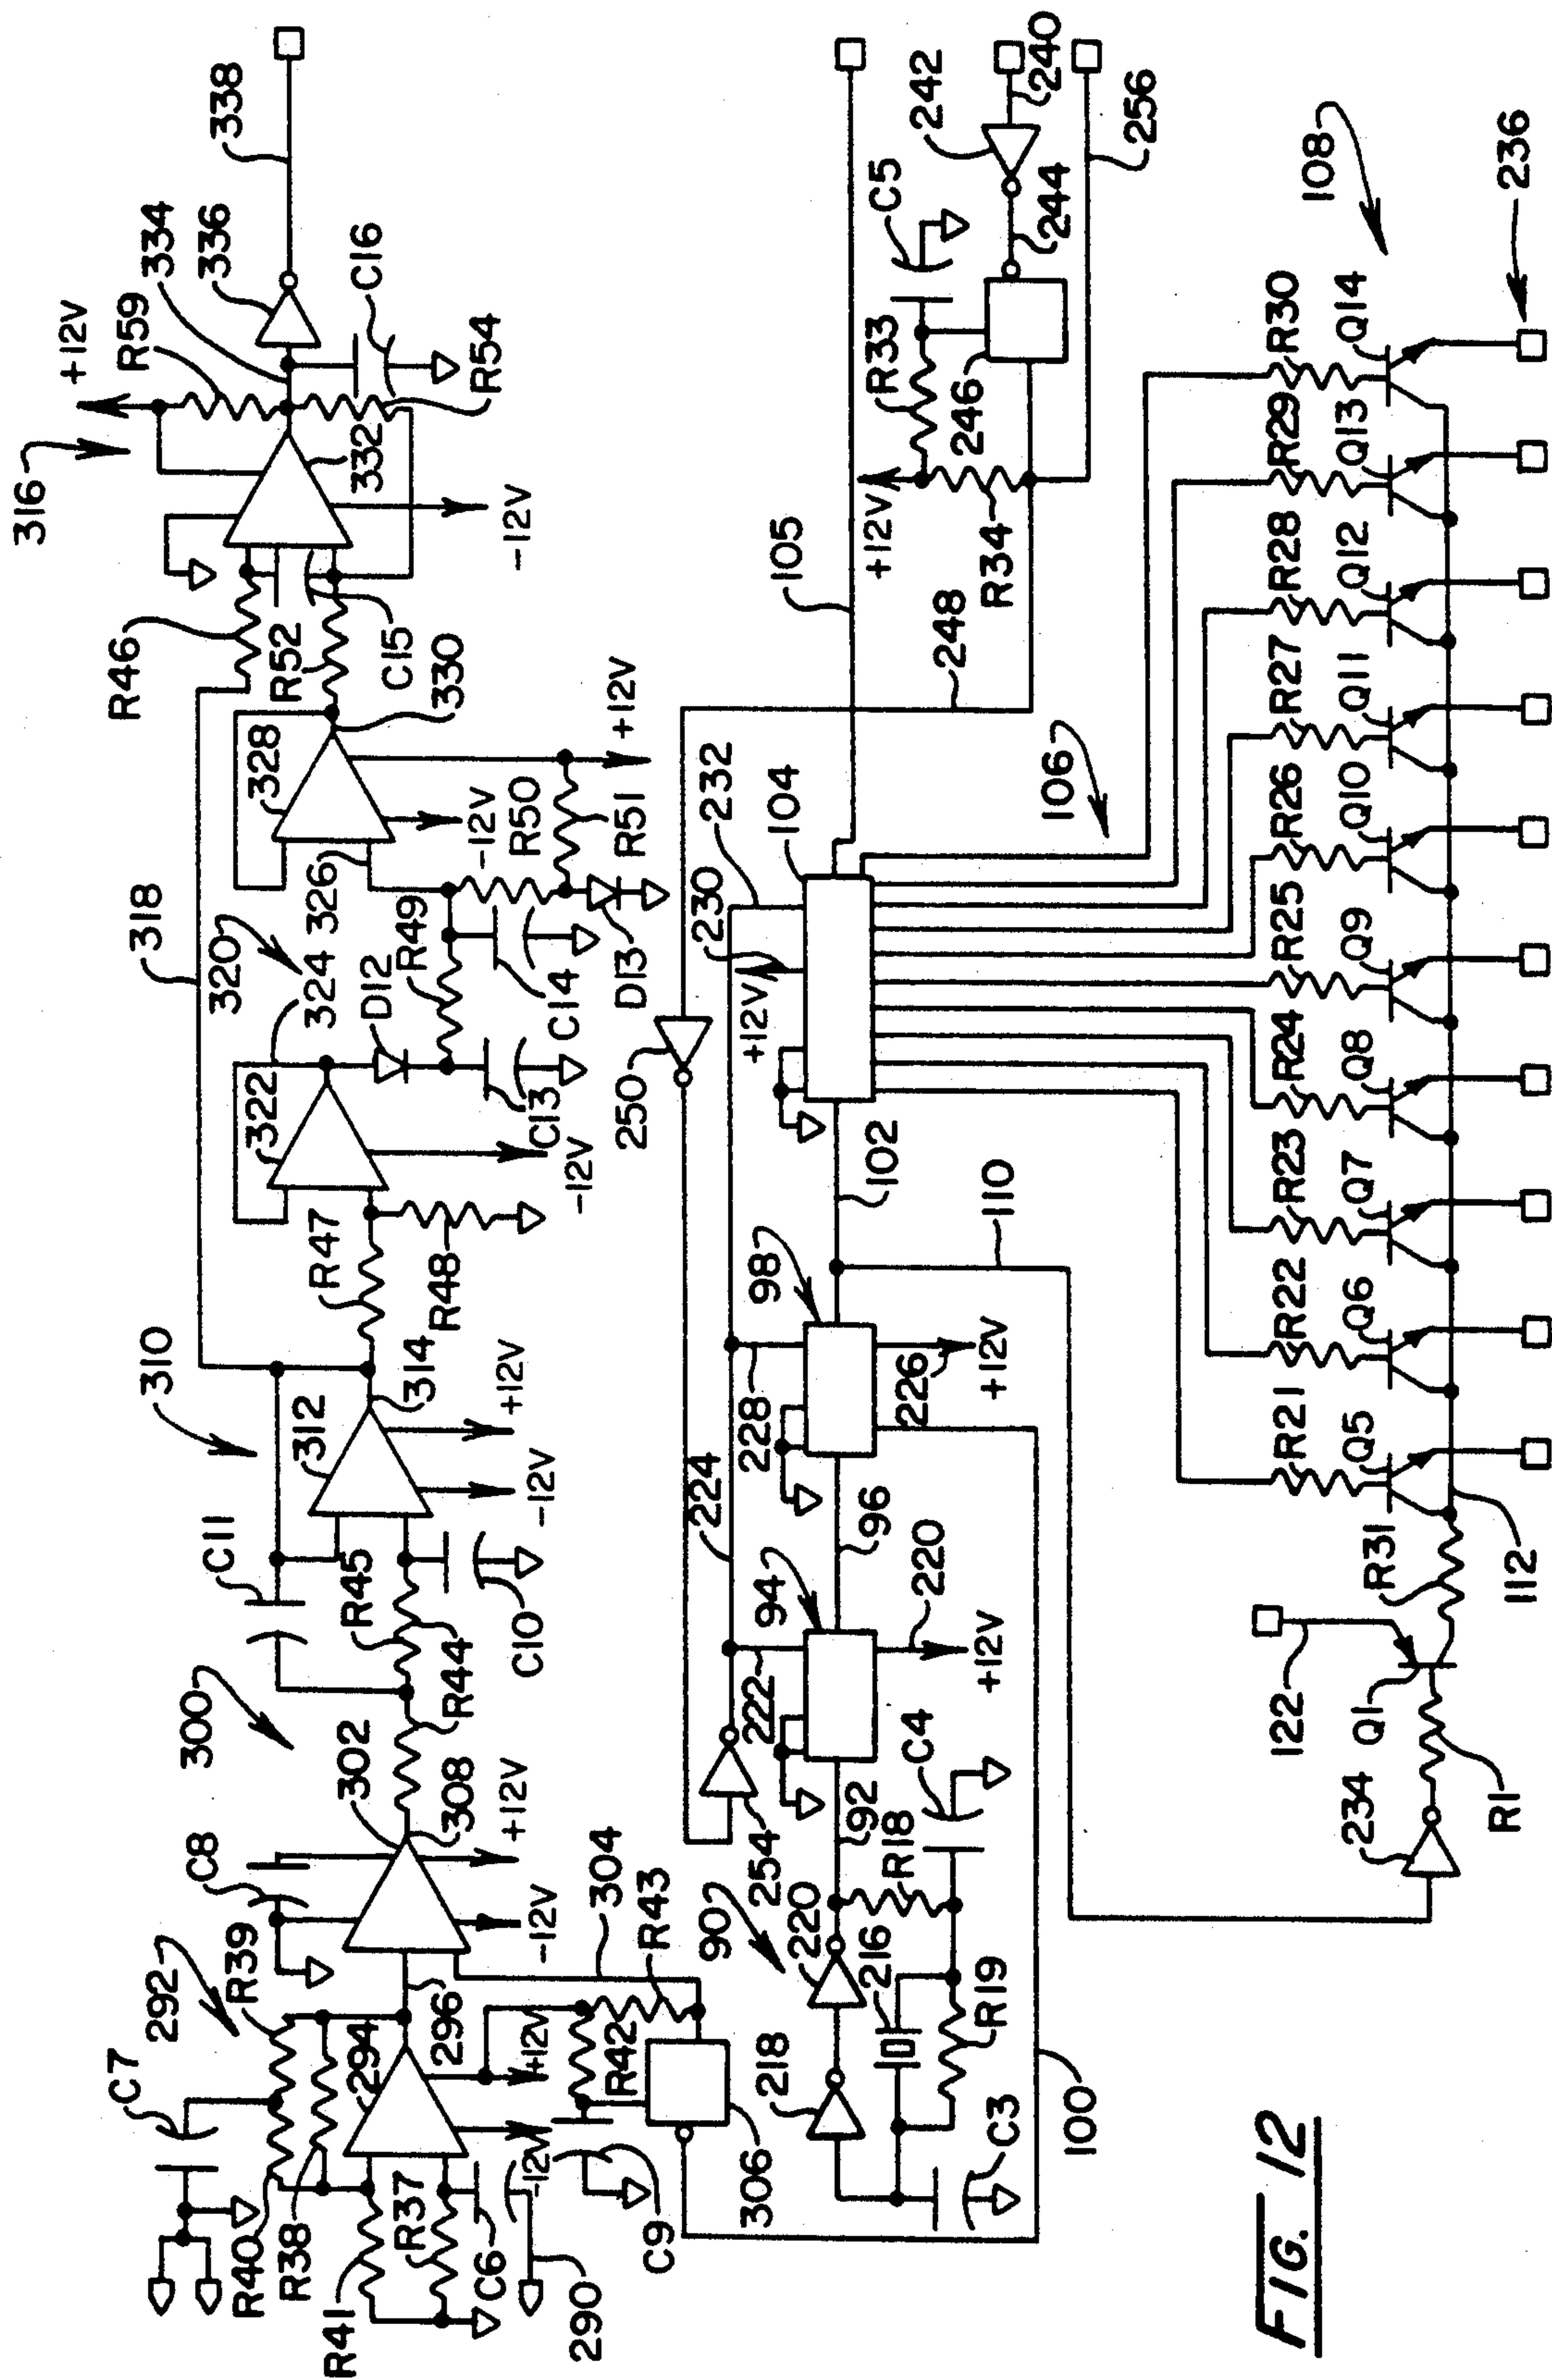 316
+12V
R59
334
336
338
C16
R54
332
-12V
R46
R52
C15
330
328
+12V
-12V
326
R50
R51
318
320
324
D12
R49
C14
D13
322
C13
-12V
R47
R48
310
312
314
+12V
-12V
C11
R45
R44
C10
300
302
308
+12V
C8
-12V
304
R43
292
R39
296
294
+12V
R42
C7
R40
R38
R41
R37
C6
-12V
C9
306
290
105
+12V
C5
R33
242
240
244
246
256
R34
248
232
104
106
230
+12V
250
102
98
110
228
226
+12V
224
96
94
220
222
+12V
254
92
C4
R18
90
220
216
R19
218
C3
100
108
236
R30
Q14
R29
Q13
R28
Q12
R27
Q11
R26
Q10
R25
Q9
R24
Q8
R23
Q7
R22
Q6
R21
Q5
R31
112
122
Q1
R1
234
FIG. 12